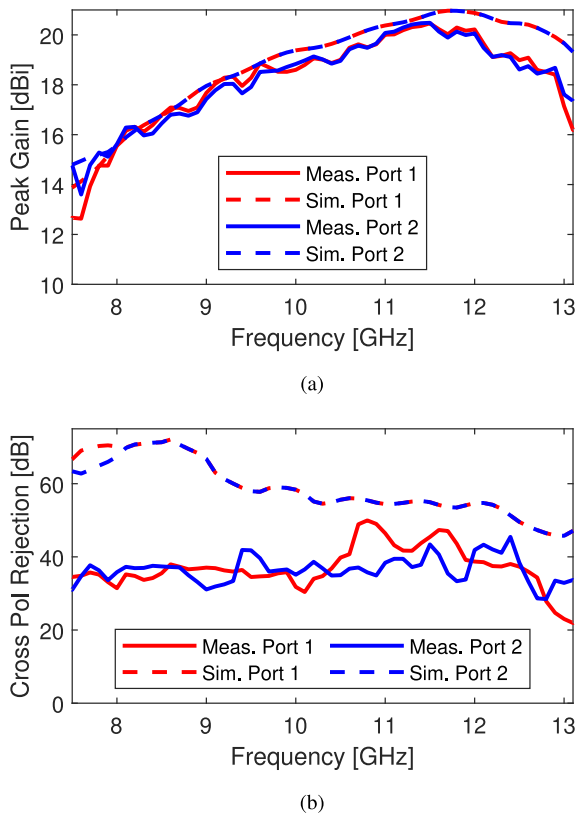 Peak Gain [dBi]
20
18
16
14
12
10
Meas. Port 1
Sim. Port 1
Meas. Port 2
Sim. Port 2
8 9 10 11 12 13
Frequency [GHz]
(a)
Cross Pol Rejection [dB]
60
40
20
0
Meas. Port 1 Meas. Port 2
Sim. Port 1 Sim. Port 2
8 9 10 11 12 13
Frequency [GHz]
(b)